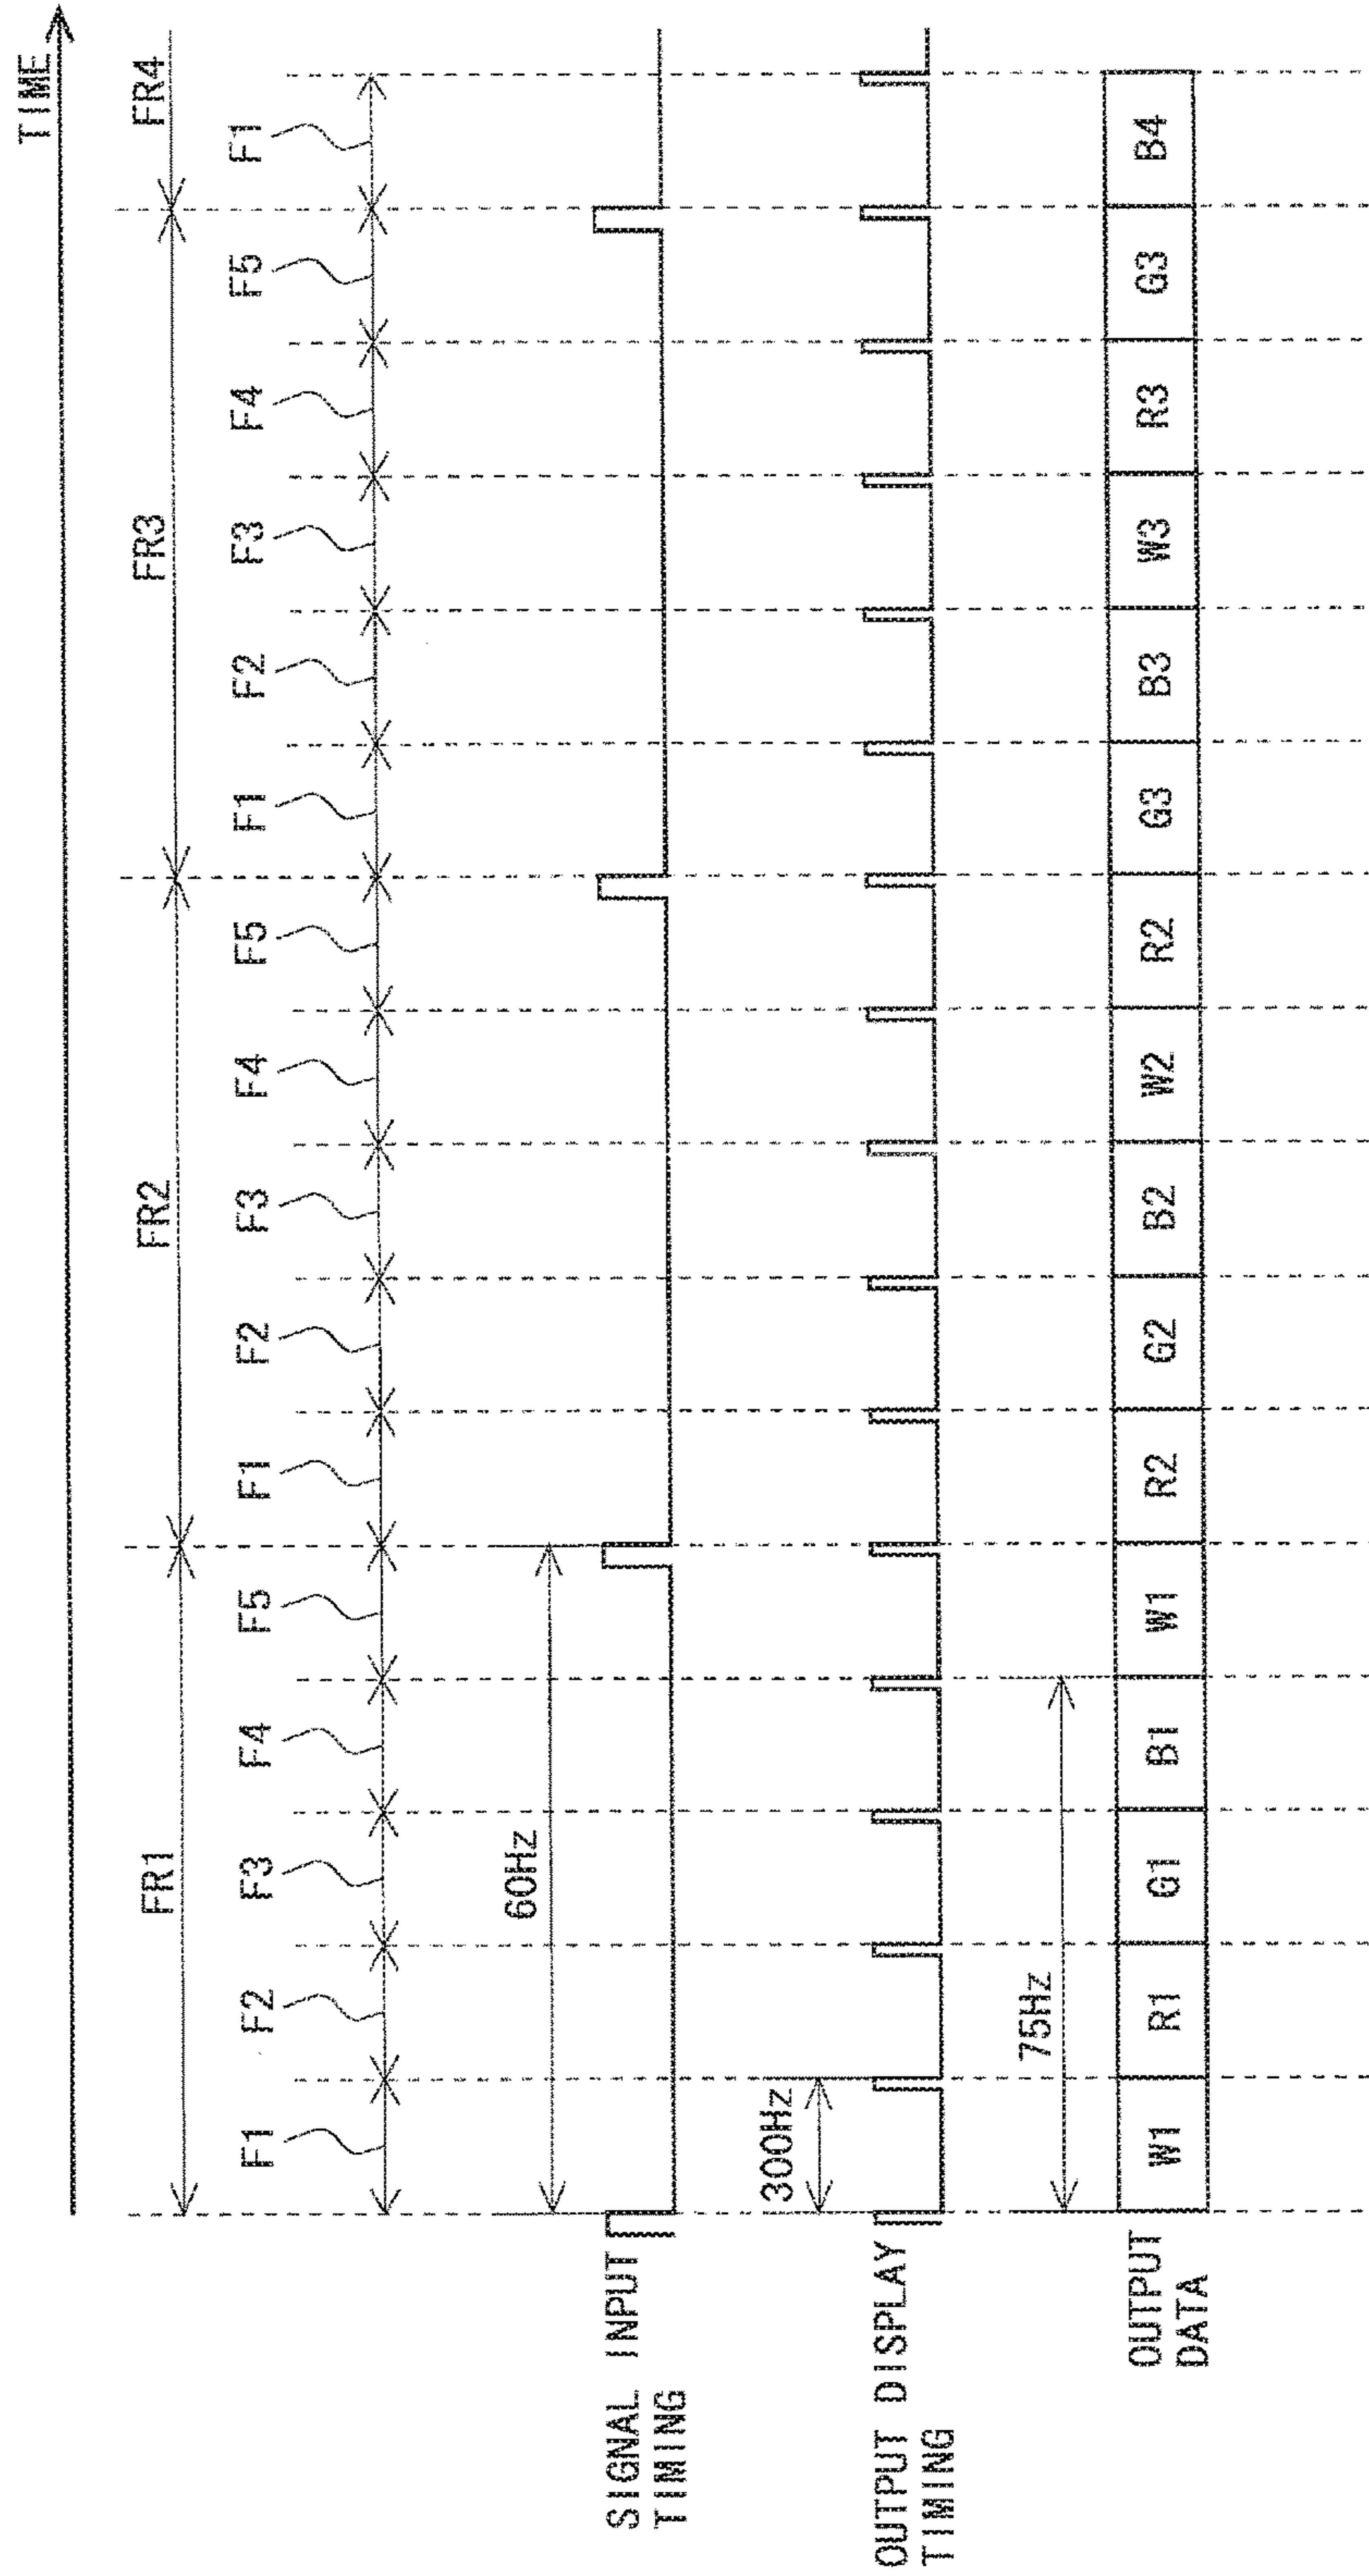 TIME
FR1 FR2 FR3 FR4
F1 F2 F3 F4 F5 F1 F2 F3 F4 F5 F1 F2 F3 F4 F5 F1
60Hz
SIGNAL INPUT
TIMING
300Hz
OUTPUT DISPLAY
TIMING
75Hz
OUTPUT
DATA
W1 R1 G1 B1 W1 R2 G2 B2 W2 R2 G3 B3 W3 R3 G3 B4